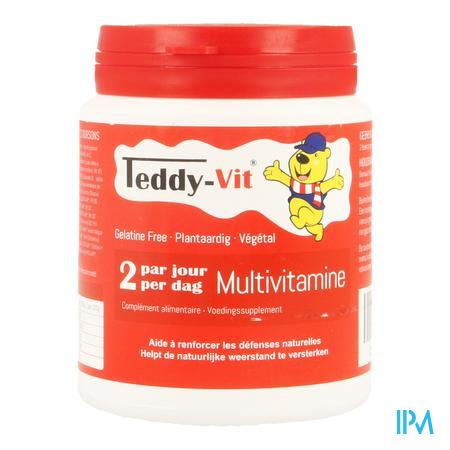 Teddy-Vit®
Gelatine Free · Plantaardig · Végétal
2 par jour
per dag
Multivitamine
Complément alimentaire - Voedingssupplement
Aide à renforcer les défenses naturelles
Helpt de natuurlijke weerstand te versterken
IPM